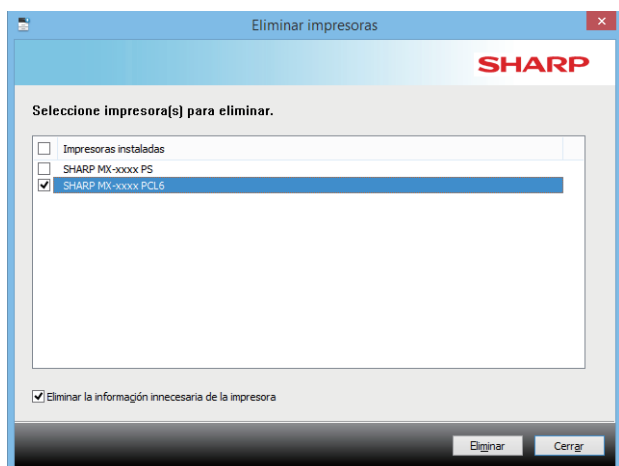 Eliminar impresoras
SHARP
Seleccione impresora(s) para eliminar.
Impresoras instaladas
SHARP MX-xxxx PS
SHARP MX-xxxx PCL6
Eliminar la información innecesaria de la impresora
Eliminar Cerrar